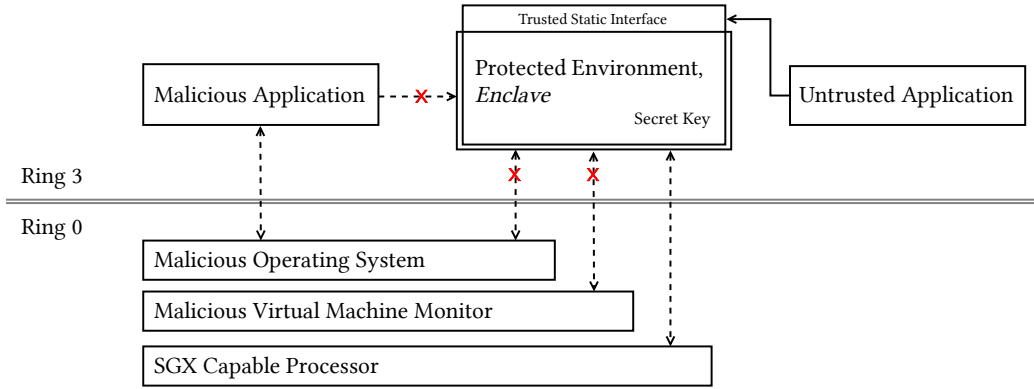 Trusted Static Interface
Protected Environment,
Enclave
Secret Key
Malicious Application
X
Untrusted Application
X
X
Ring 3
Ring 0
Malicious Operating System
Malicious Virtual Machine Monitor
SGX Capable Processor